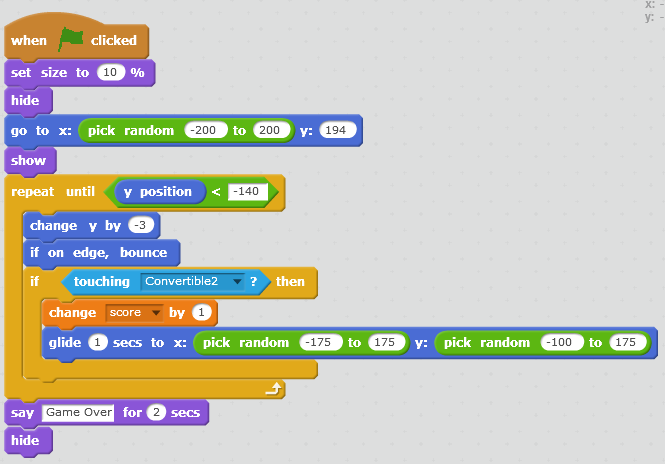 x: -
y: -
when clicked
set size to 10 %
hide
go to x: pick random -200 to 200 y: 194
show
repeat until y position < -140
change y by -3
if on edge, bounce
if touching Convertible2 ? then
change score by 1
glide 1 secs to x: pick random -175 to 175 y: pick random -100 to 175
say Game Over for 2 secs
hide